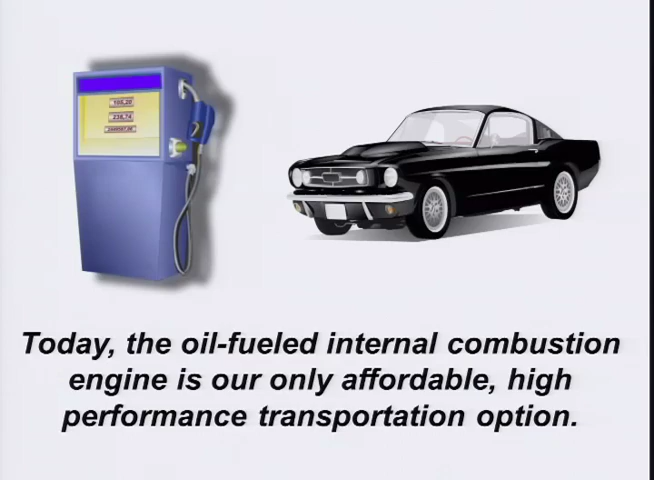 Today, the oil-fueled internal combustion
engine is our only affordable, high
performance transportation option.